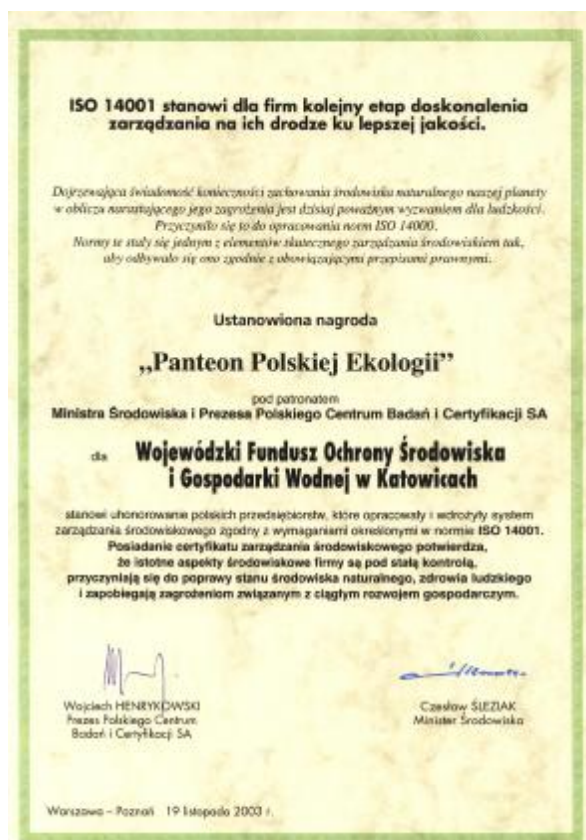 ISO 14001 stanowi dla firm kolejny etap doskonalenia
zarządzania na ich drodze ku lepszej jakości.
Dojrzewająca świadomość konieczności zachowania środowiska naturalnego naszej planety
w obliczu narastającego jego zagrożenia jest dzisiaj poważnym wyzwaniem dla ludzkości.
Przyczyniło się to do opracowania norm ISO 14000.
Normy te stały się jednym z elementów skutecznego zarządzania środowiskiem tak,
aby odbywało się ono zgodnie z obowiązującymi przepisami prawnymi.
Ustanowiona nagroda
„Panteon Polskiej Ekologii”
pod patronatem
Ministra Środowiska i Prezesa Polskiego Centrum Badań i Certyfikacji SA
dla Wojewódzki Fundusz Ochrony Środowiska
i Gospodarki Wodnej w Katowicach
stanowi uhonorowanie polskich przedsiębiorstw, które opracowały i wdrożyły system
zarządzania środowiskowego zgodny z wymaganiami określonymi w normie ISO 14001.
Posiadanie certyfikatu zarządzania środowiskowego potwierdza,
że istotne aspekty środowiskowe firmy są pod stałą kontrolą,
przyczyniają się do poprawy stanu środowiska naturalnego, zdrowia ludzkiego
i zapobiegają zagrożeniom związanym z ciągłym rozwojem gospodarczym.
Wojciech HENRYKOWSKI
Prezes Polskiego Centrum
Badań i Certyfikacji SA
Czesław ŚLEZIAK
Minister Środowiska
Warszawa – Poznań 19 listopada 2003 r.